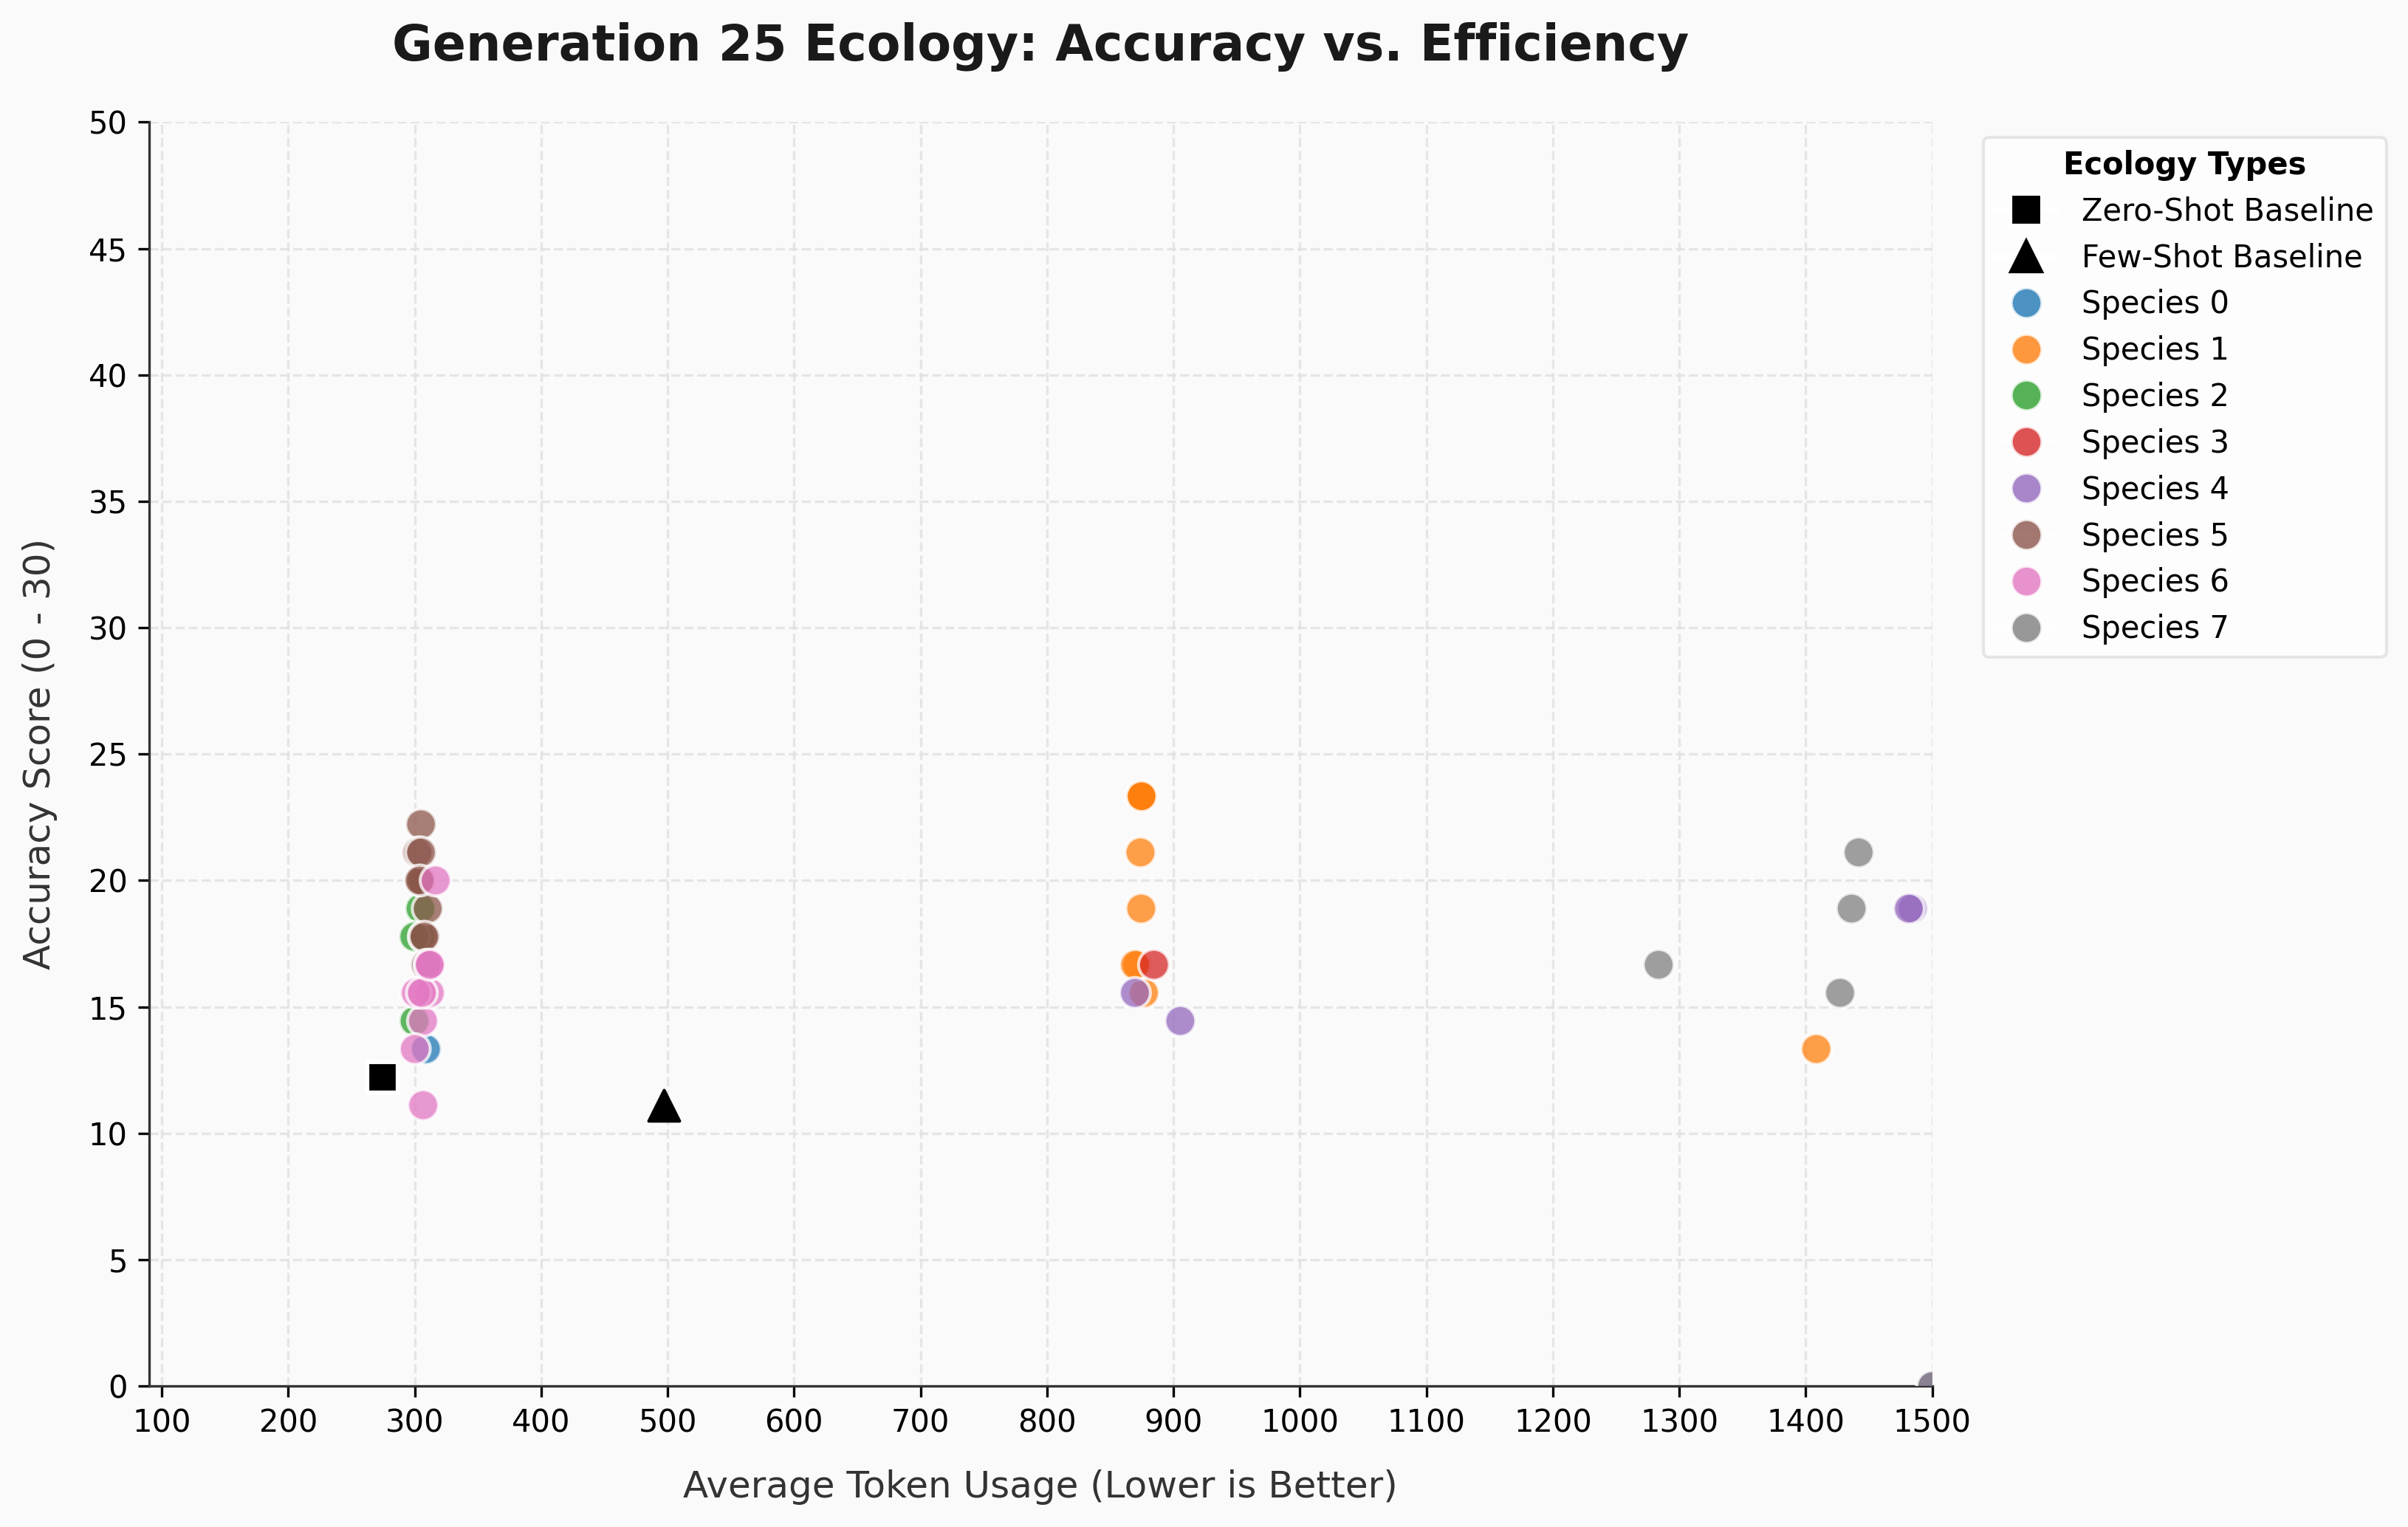 Generation 25 Ecology: Accuracy vs. Efficiency
50
45
40
35
30
25
20
15
10
5
0
Accuracy Score (0 - 30)
100 200 300 400 500 600 700 800 900 1000 1100 1200 1300 1400 1500
Average Token Usage (Lower is Better)
Ecology Types
Zero-Shot Baseline
Few-Shot Baseline
Species 0
Species 1
Species 2
Species 3
Species 4
Species 5
Species 6
Species 7